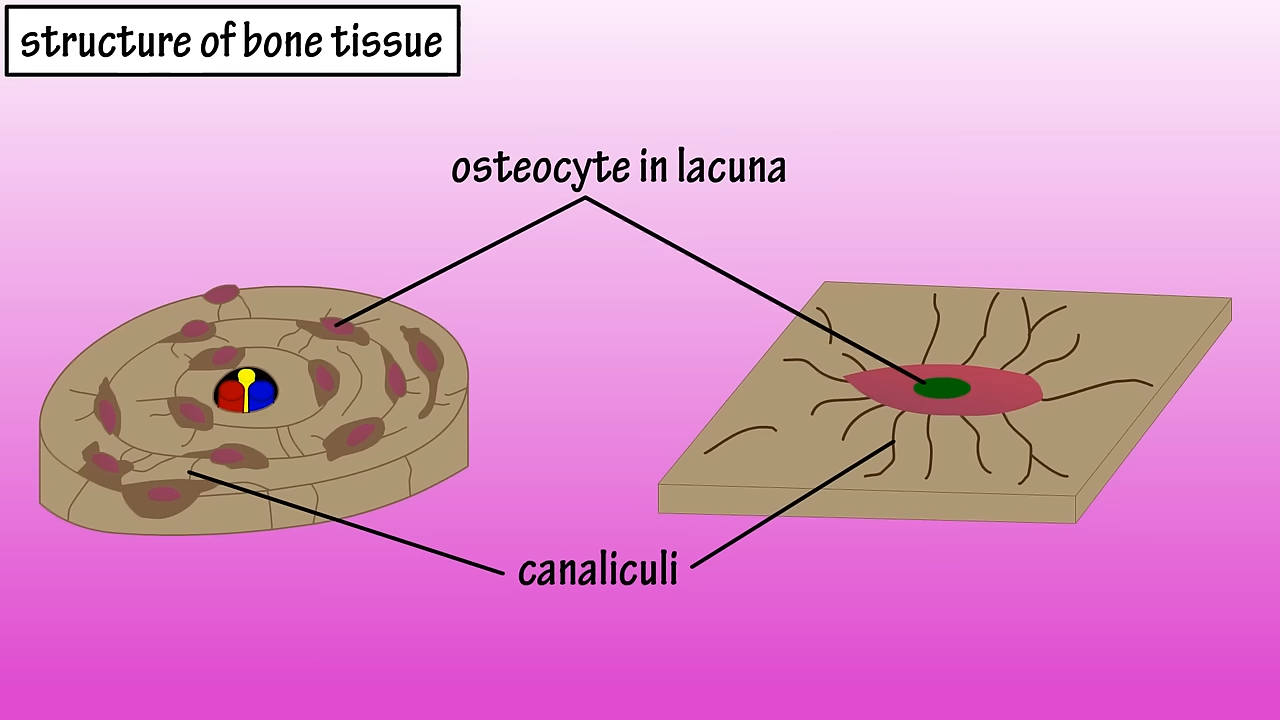 structure of bone tissue
osteocyte in lacuna
canaliculi